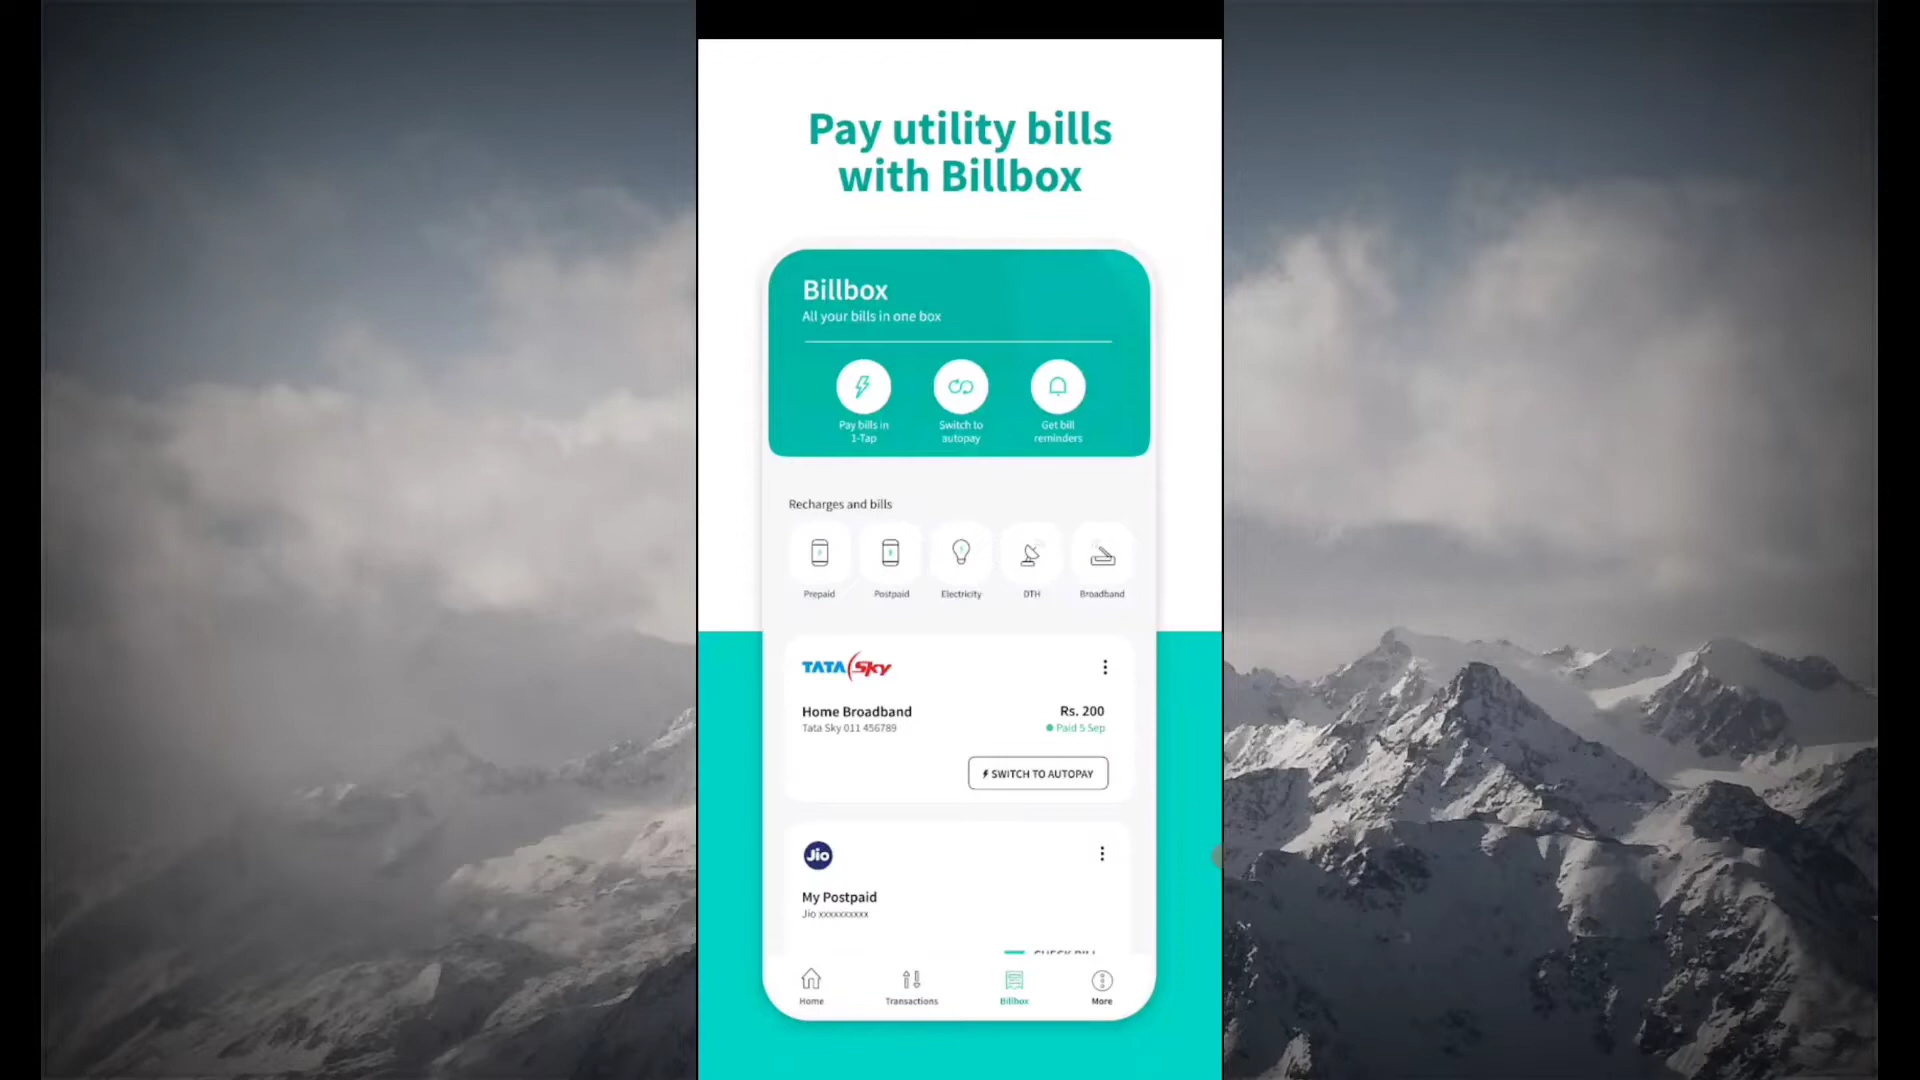 Pay utility bills
with Billbox
Billbox
All your bills in one box
Pay bills in
1-Tap
Switch to
autopay
Get bill
reminders
Recharges and bills
Prepaid
Postpaid
Electricity
DTH
Broadband
TATA Sky
Home Broadband
Rs. 200
Tata Sky 011 456789
Paid 5 Sep
SWITCH TO AUTOPAY
Jio
My Postpaid
Jio xxxxxxxxxx
CHECK BILL
Home
Transactions
Billbox
More